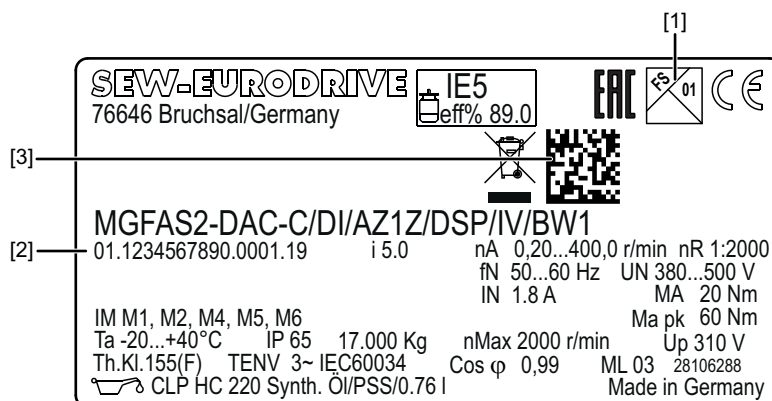 [1]
SEW-EURODRIVE IE5 EAC FS 01 CE
76646 Bruchsal/Germany eff% 89.0
[3]
MGFAS2-DAC-C/DI/AZ1Z/DSP/IV/BW1
[2] 01.1234567890.0001.19 i 5.0 nA 0,20...400,0 r/min nR 1:2000
fN 50...60 Hz UN 380...500 V
IN 1.8 A MA 20 Nm
IM M1, M2, M4, M5, M6 Ma pk 60 Nm
Ta -20...+40°C IP 65 17.000 Kg nMax 2000 r/min Up 310 V
Th.Kl.155(F) TENV 3~ IEC60034 Cos φ 0,99 ML 03 28106288
CLP HC 220 Synth. Öl/PSS/0.76 l Made in Germany